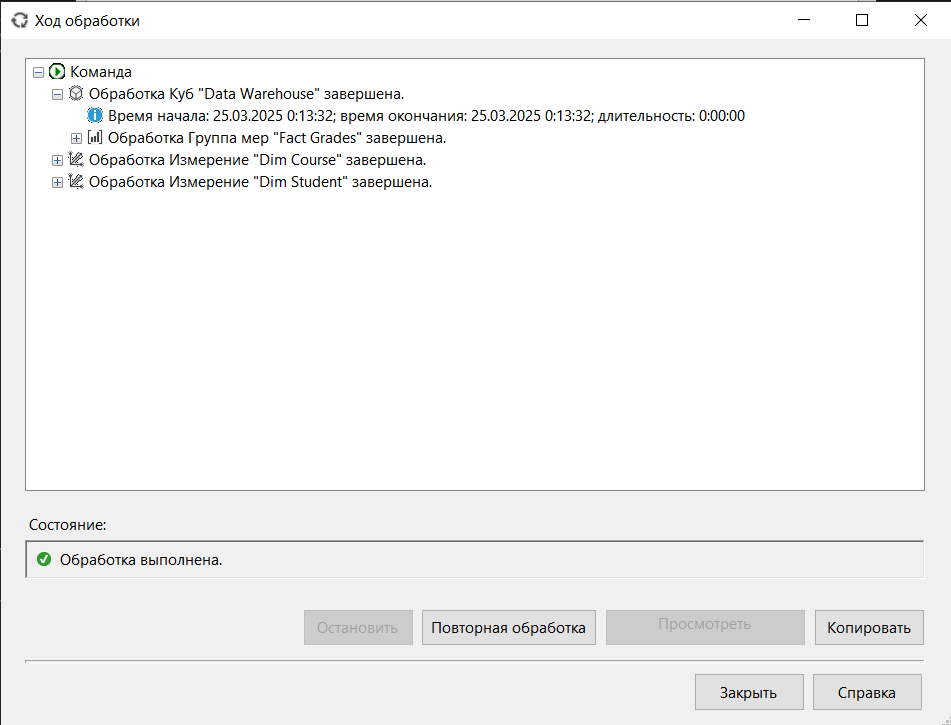 Ход обработки
Команда
Обработка Куб "Data Warehouse" завершена.
Время начала: 25.03.2025 0:13:32; время окончания: 25.03.2025 0:13:32; длительность: 0:00:00
Обработка Группа мер "Fact Grades" завершена.
Обработка Измерение "Dim Course" завершена.
Обработка Измерение "Dim Student" завершена.
Состояние:
Обработка выполнена.
Остановить Повторная обработка Просмотреть Копировать
Закрыть Справка